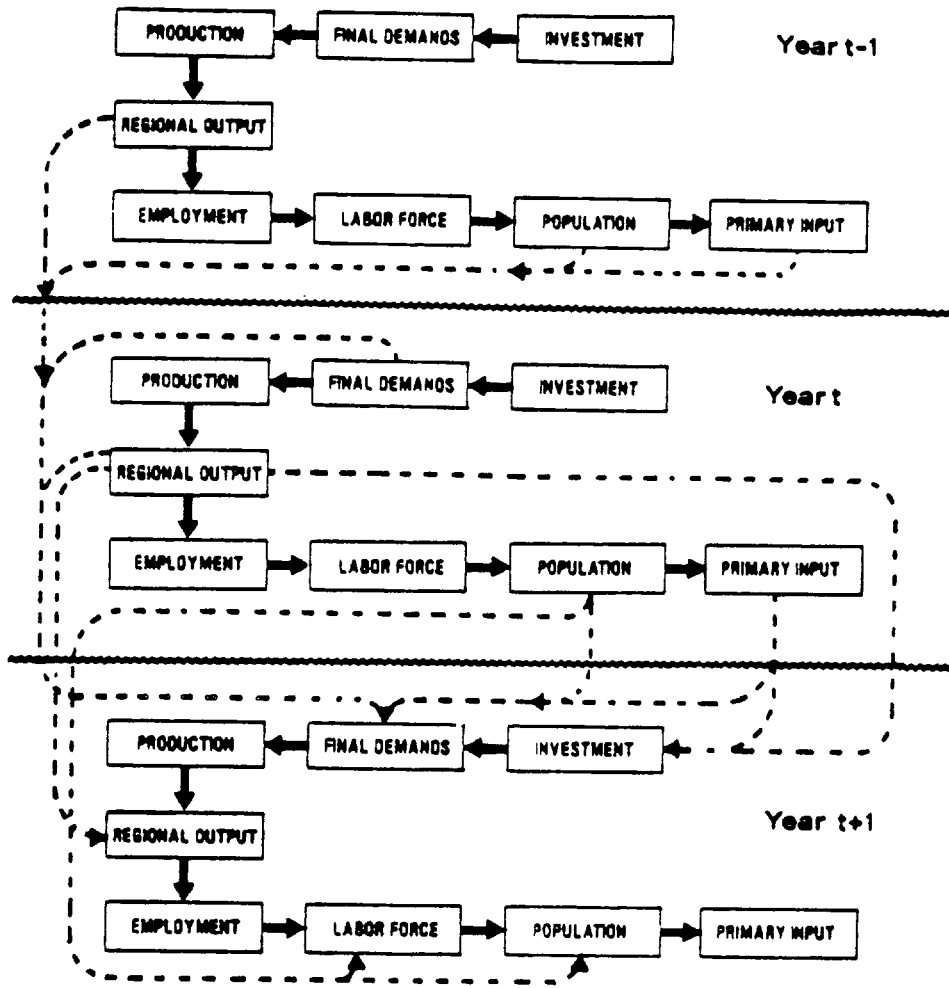 PRODUCTION FINAL DEMANDS INVESTMENT
Year t-1
REGIONAL OUTPUT
EMPLOYMENT LABOR FORCE POPULATION PRIMARY INPUT
PRODUCTION FINAL DEMANDS INVESTMENT
Year t
REGIONAL OUTPUT
EMPLOYMENT LABOR FORCE POPULATION PRIMARY INPUT
PRODUCTION FINAL DEMANDS INVESTMENT
Year t+1
REGIONAL OUTPUT
EMPLOYMENT LABOR FORCE POPULATION PRIMARY INPUT